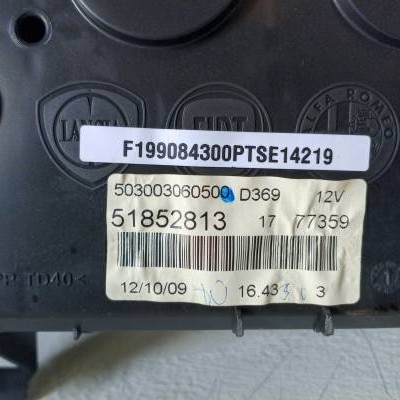 LANCIA
FIAT
ALFA ROMEO
F199084300PTSE14219
503003060500 D369 12V
51852813 17 77359
PP-TD40<
12/10/09 16.43 3